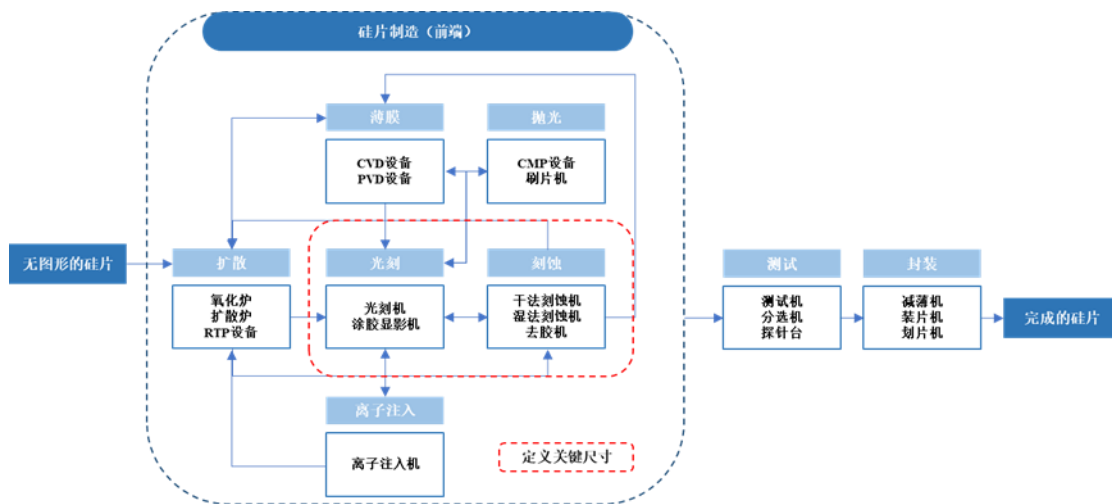 硅片制造（前端）
薄膜
抛光
CVD设备
PVD设备
CMP设备
刷片机
无图形的硅片
扩散
光刻
刻蚀
测试
封装
氧化炉
扩散炉
RTP设备
光刻机
涂胶显影机
干法刻蚀机
湿法刻蚀机
去胶机
测试机
分选机
探针台
减薄机
装片机
划片机
完成的硅片
离子注入
离子注入机
定义关键尺寸